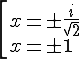 [x = ± i/√2
x = ±1